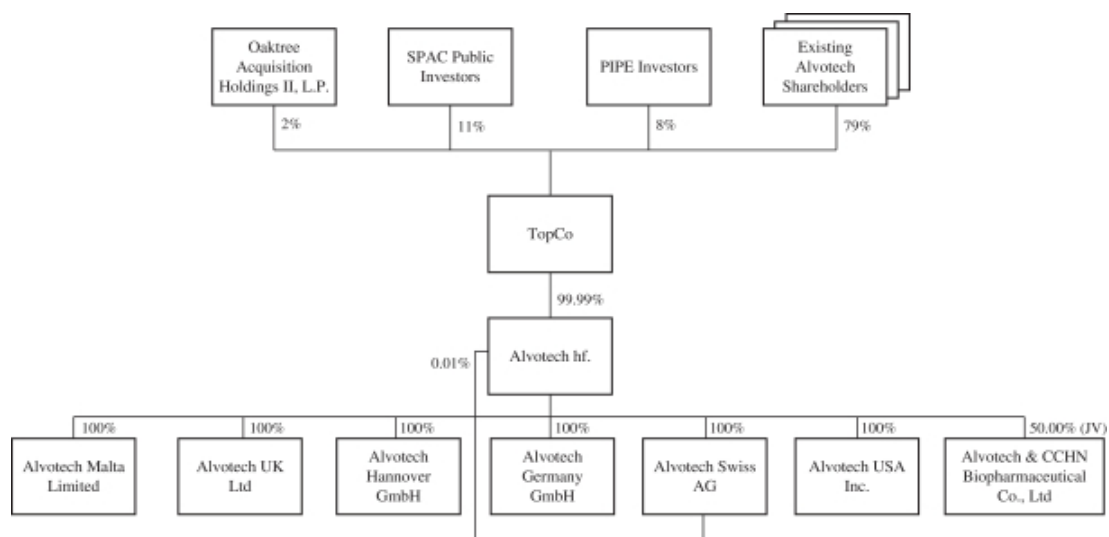 Oaktree
Acquisition
Holdings II, L.P.
SPAC Public
Investors
PIPE Investors
Existing
Alvotech
Shareholders
2%
11%
8%
79%
TopCo
99.99%
Alvotech hf.
0.01%
100%
100%
100%
100%
100%
100%
50.00% (JV)
Alvotech Malta
Limited
Alvotech UK
Ltd
Alvotech
Hannover
GmbH
Alvotech
Germany
GmbH
Alvotech Swiss
AG
Alvotech USA
Inc.
Alvotech & CCHN
Biopharmaceutical
Co., Ltd